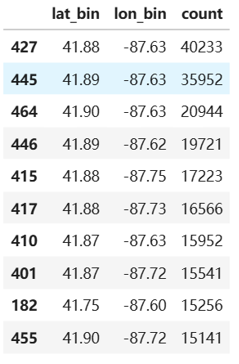 lat_bin lon_bin count
427 41.88 -87.63 40233
445 41.89 -87.63 35952
464 41.90 -87.63 20944
446 41.89 -87.62 19721
415 41.88 -87.75 17223
417 41.88 -87.73 16566
410 41.87 -87.63 15952
401 41.87 -87.72 15541
182 41.75 -87.60 15256
455 41.90 -87.72 15141